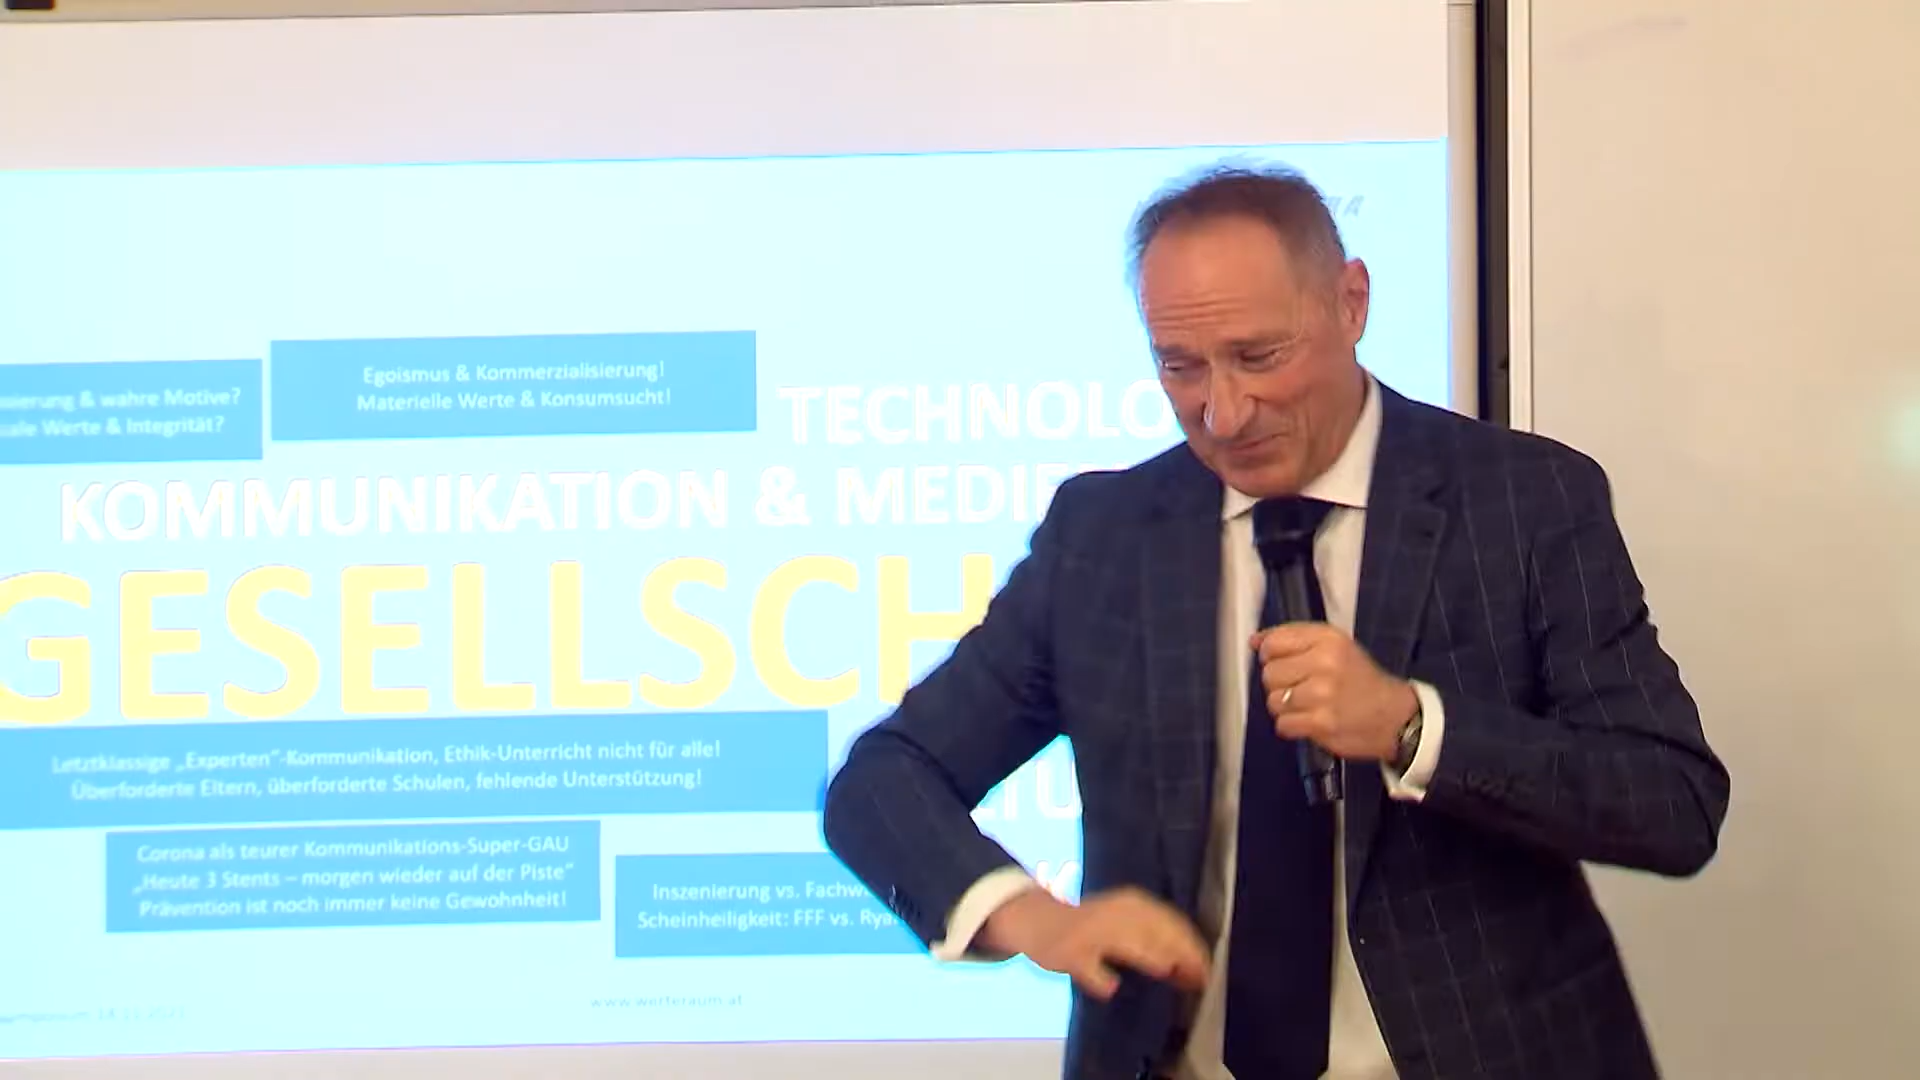 Egoismus & Kommerzialisierung!
Materielle Werte & Konsumsucht!
& wahre Motive?
Werte & Integrität?
TECHNOLO
KOMMUNIKATION & MEDIE
GESELLSCH
Letztklassige „Experten“-Kommunikation, Ethik-Unterricht nicht für alle!
Überforderte Eltern, überforderte Schulen, fehlende Unterstützung!
Corona als teurer Kommunikations-Super-GAU
„Heute 3 Stents – morgen wieder auf der Piste“
Prävention ist noch immer keine Gewohnheit!
Inszenierung vs. Fachw
Scheinheiligkeit: FFF vs. Rya
www.werteraum.at